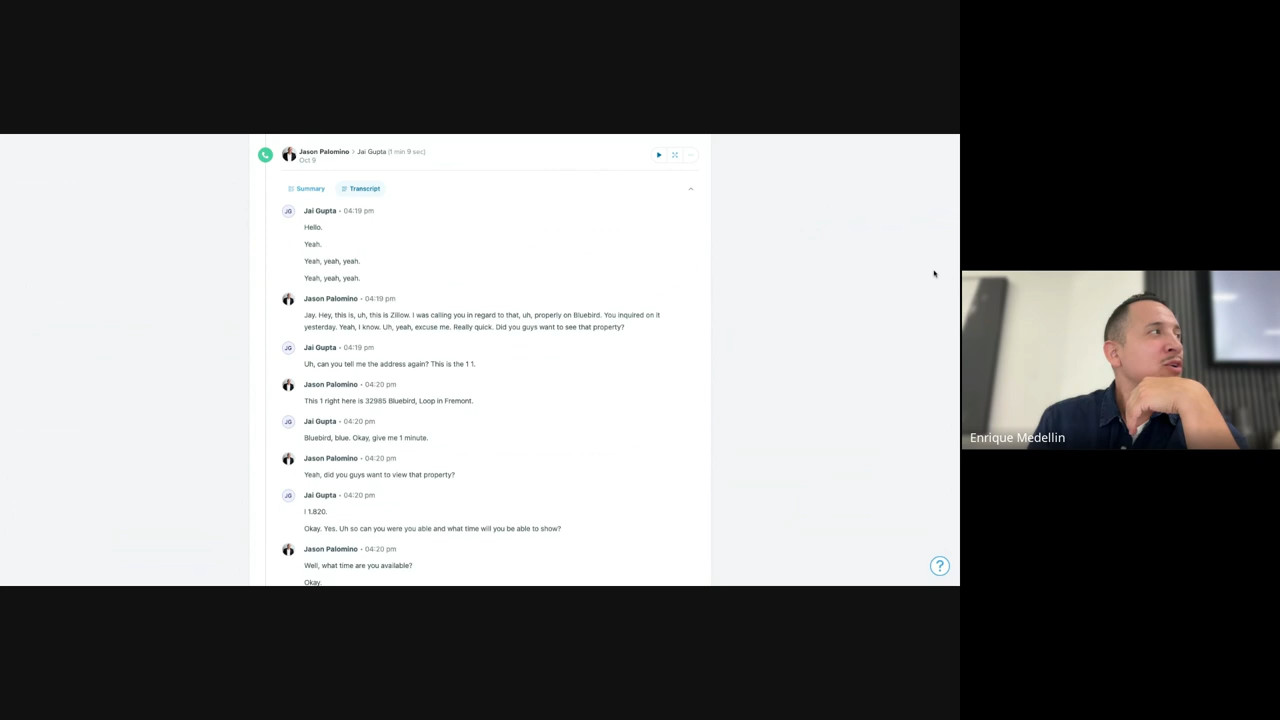 Jason Palomino > Jai Gupta (1 min 9 sec)
Oct 9
Summary
Transcript
JG Jai Gupta • 04:19 pm
Hello.
Yeah.
Yeah, yeah, yeah.
Yeah, yeah, yeah.
Jason Palomino • 04:19 pm
Jay. Hey, this is, uh, this is Zillow. I was calling you in regard to that, uh, properly on Bluebird. You inquired on it
yesterday. Yeah, I know. Uh, yeah, excuse me. Really quick. Did you guys want to see that property?
JG Jai Gupta • 04:19 pm
Uh, can you tell me the address again? This is the 1 1.
Jason Palomino • 04:20 pm
This 1 right here is 32985 Bluebird, Loop in Fremont.
JG Jai Gupta • 04:20 pm
Bluebird, blue. Okay, give me 1 minute.
Jason Palomino • 04:20 pm
Yeah, did you guys want to view that property?
JG Jai Gupta • 04:20 pm
I 1.820.
Okay. Yes. Uh so can you were you able and what time will you be able to show?
Jason Palomino • 04:20 pm
Well, what time are you available?
Okay.
?
Enrique Medellin